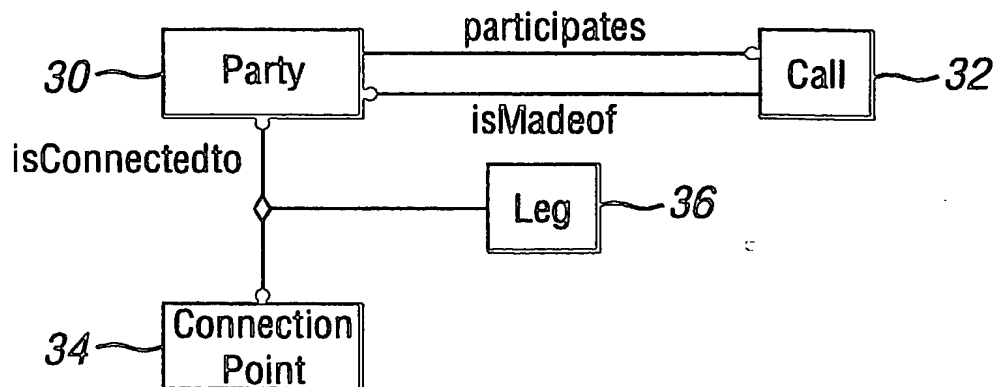 participates
30 Party Call 32
isMadeof
isConnectedto
Leg 36
34 Connection
Point